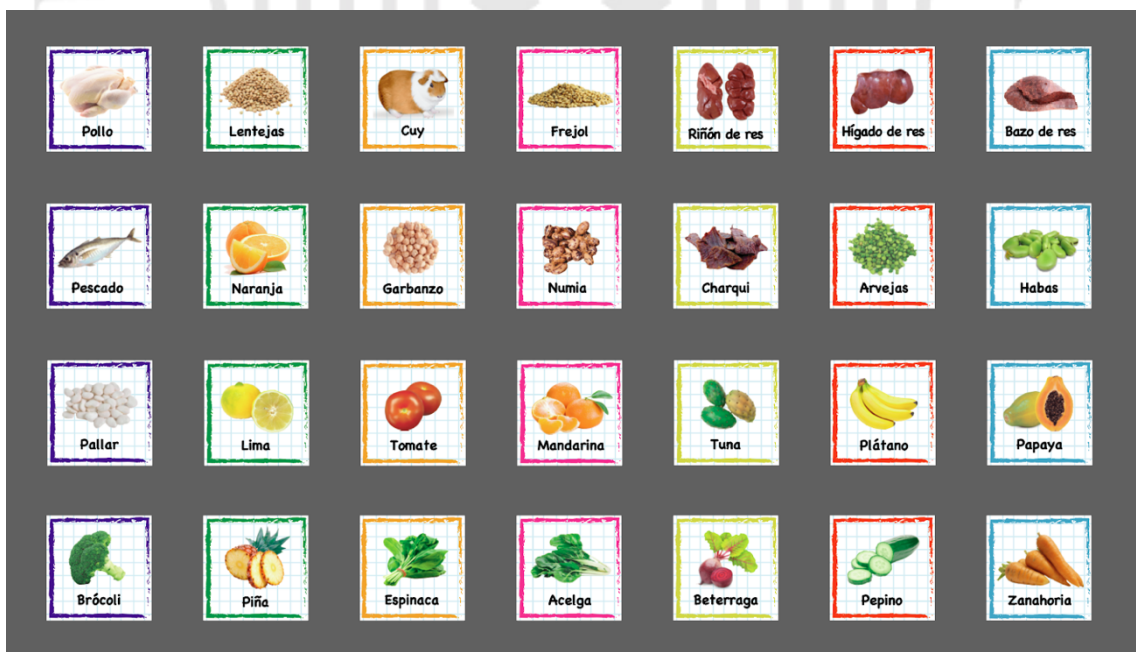 Pollo
Lentejas
Cuy
Frejol
Riñón de res
Hígado de res
Bazo de res
Pescado
Naranja
Garbanzo
Numia
Charqui
Arvejas
Habas
Pallar
Lima
Tomate
Mandarina
Tuna
Plátano
Papaya
Brócoli
Piña
Espinaca
Acelga
Beterraga
Pepino
Zanahoria